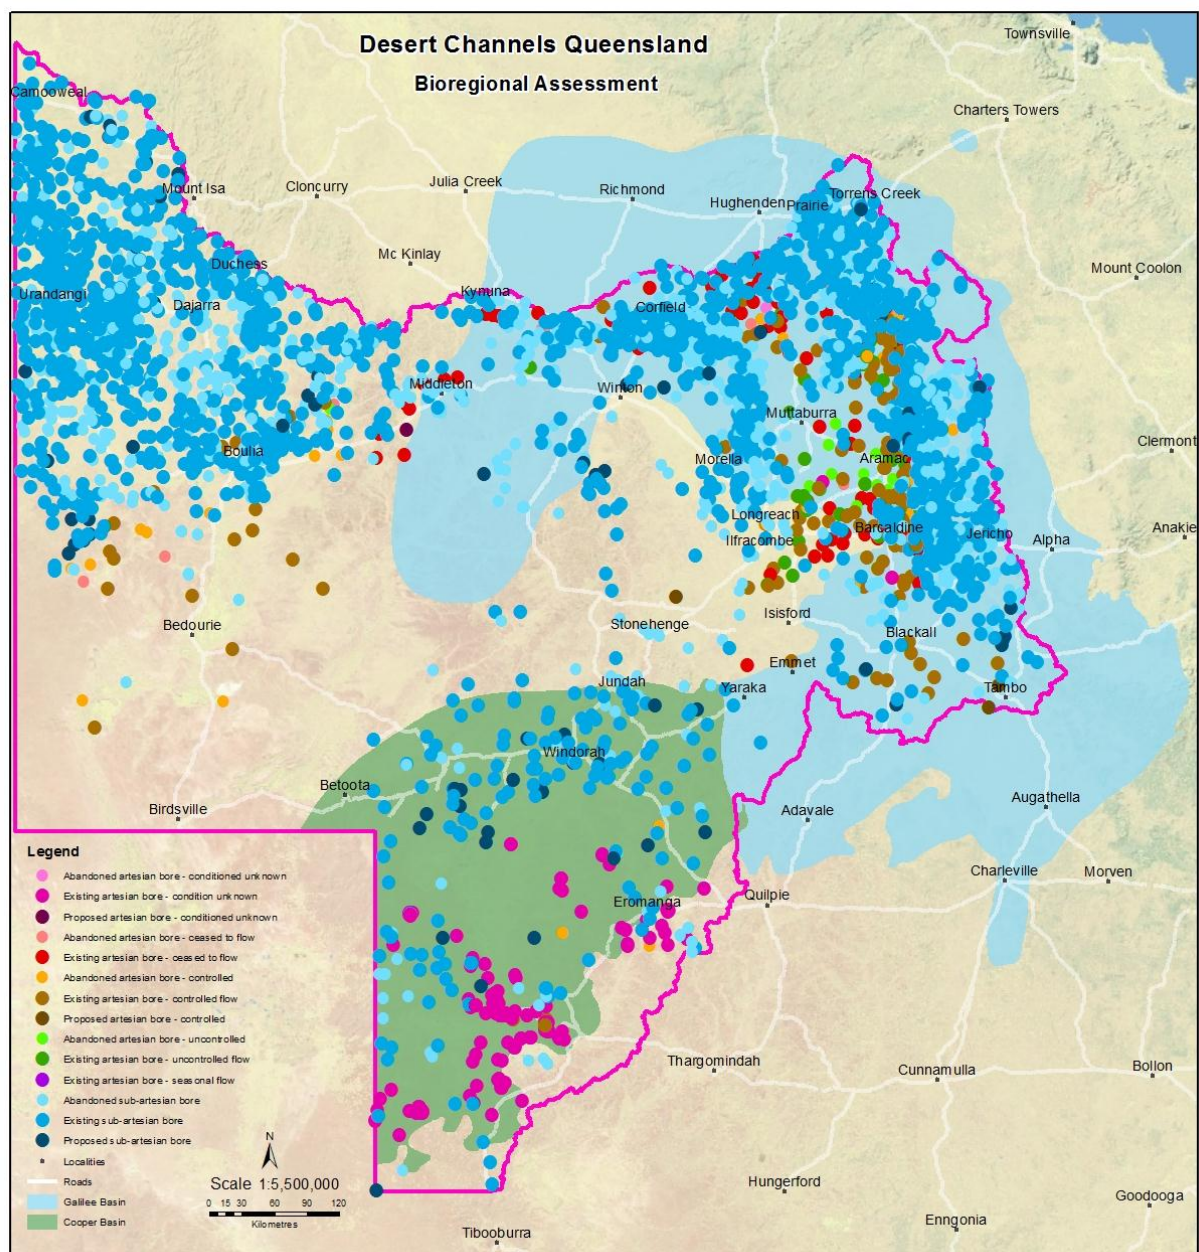 Desert Channels Queensland
Bioregional Assessment
Townsville
Camooweal
Charters Towers
Mount Isa
Cloncurry
Julia Creek
Richmond
Hughenden
Prairie
Torrens Creek
Mc Kinlay
Duchess
Mount Coolon
Urandangi
Dajarra
Kynuna
Corfield
Middleton
Winton
Muttaburra
Clermont
Boulia
Morella
Aramac
Longreach
Barcaldine
Ilfracombe
Jericho
Alpha
Anakie
Bedourie
Stonehenge
Isisford
Blackall
Emmet
Jundah
Yaraka
Tambo
Windorah
Betoota
Birdsville
Adavale
Augathella
Charleville
Morven
Eromanga
Quilpie
Thargomindah
Cunnamulla
Bollon
Hungerford
Goodooga
Enngonia
Tibooburra
Legend
Abandoned artesian bore - conditioned unknown
Existing artesian bore - condition unknown
Proposed artesian bore - conditioned unknown
Abandoned artesian bore - ceased to flow
Existing artesian bore - ceased to flow
Abandoned artesian bore - controlled
Existing artesian bore - controlled flow
Proposed artesian bore - controlled
Abandoned artesian bore - uncontrolled
Existing artesian bore - uncontrolled flow
Existing artesian bore - seasonal flow
Abandoned sub-artesian bore
Existing sub-artesian bore
Proposed sub-artesian bore
Localities
Roads
Galilee Basin
Cooper Basin
N
Scale 1:5,500,000
0 15 30 60 90 120
Kilometres